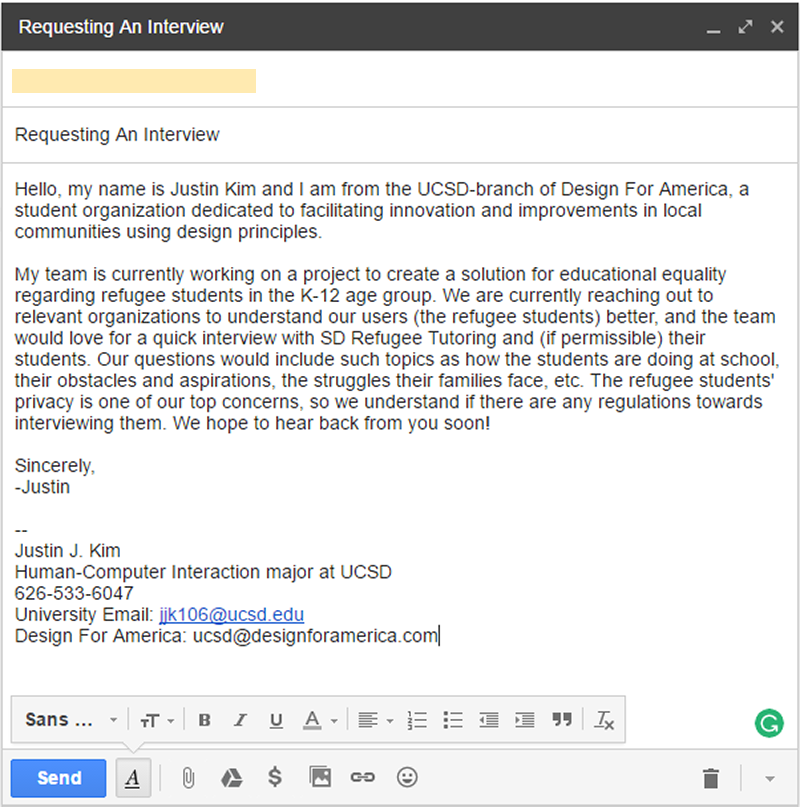 Requesting An Interview
Requesting An Interview
Hello, my name is Justin Kim and I am from the UCSD-branch of Design For America, a
student organization dedicated to facilitating innovation and improvements in local
communities using design principles.
My team is currently working on a project to create a solution for educational equality
regarding refugee students in the K-12 age group. We are currently reaching out to
relevant organizations to understand our users (the refugee students) better, and the team
would love for a quick interview with SD Refugee Tutoring and (if permissible) their
students. Our questions would include such topics as how the students are doing at school,
their obstacles and aspirations, the struggles their families face, etc. The refugee students'
privacy is one of our top concerns, so we understand if there are any regulations towards
interviewing them. We hope to hear back from you soon!
Sincerely,
-Justin
--
Justin J. Kim
Human-Computer Interaction major at UCSD
626-533-6047
University Email: jjk106@ucsd.edu
Design For America: ucsd@designforamerica.com
Sans ...
Send